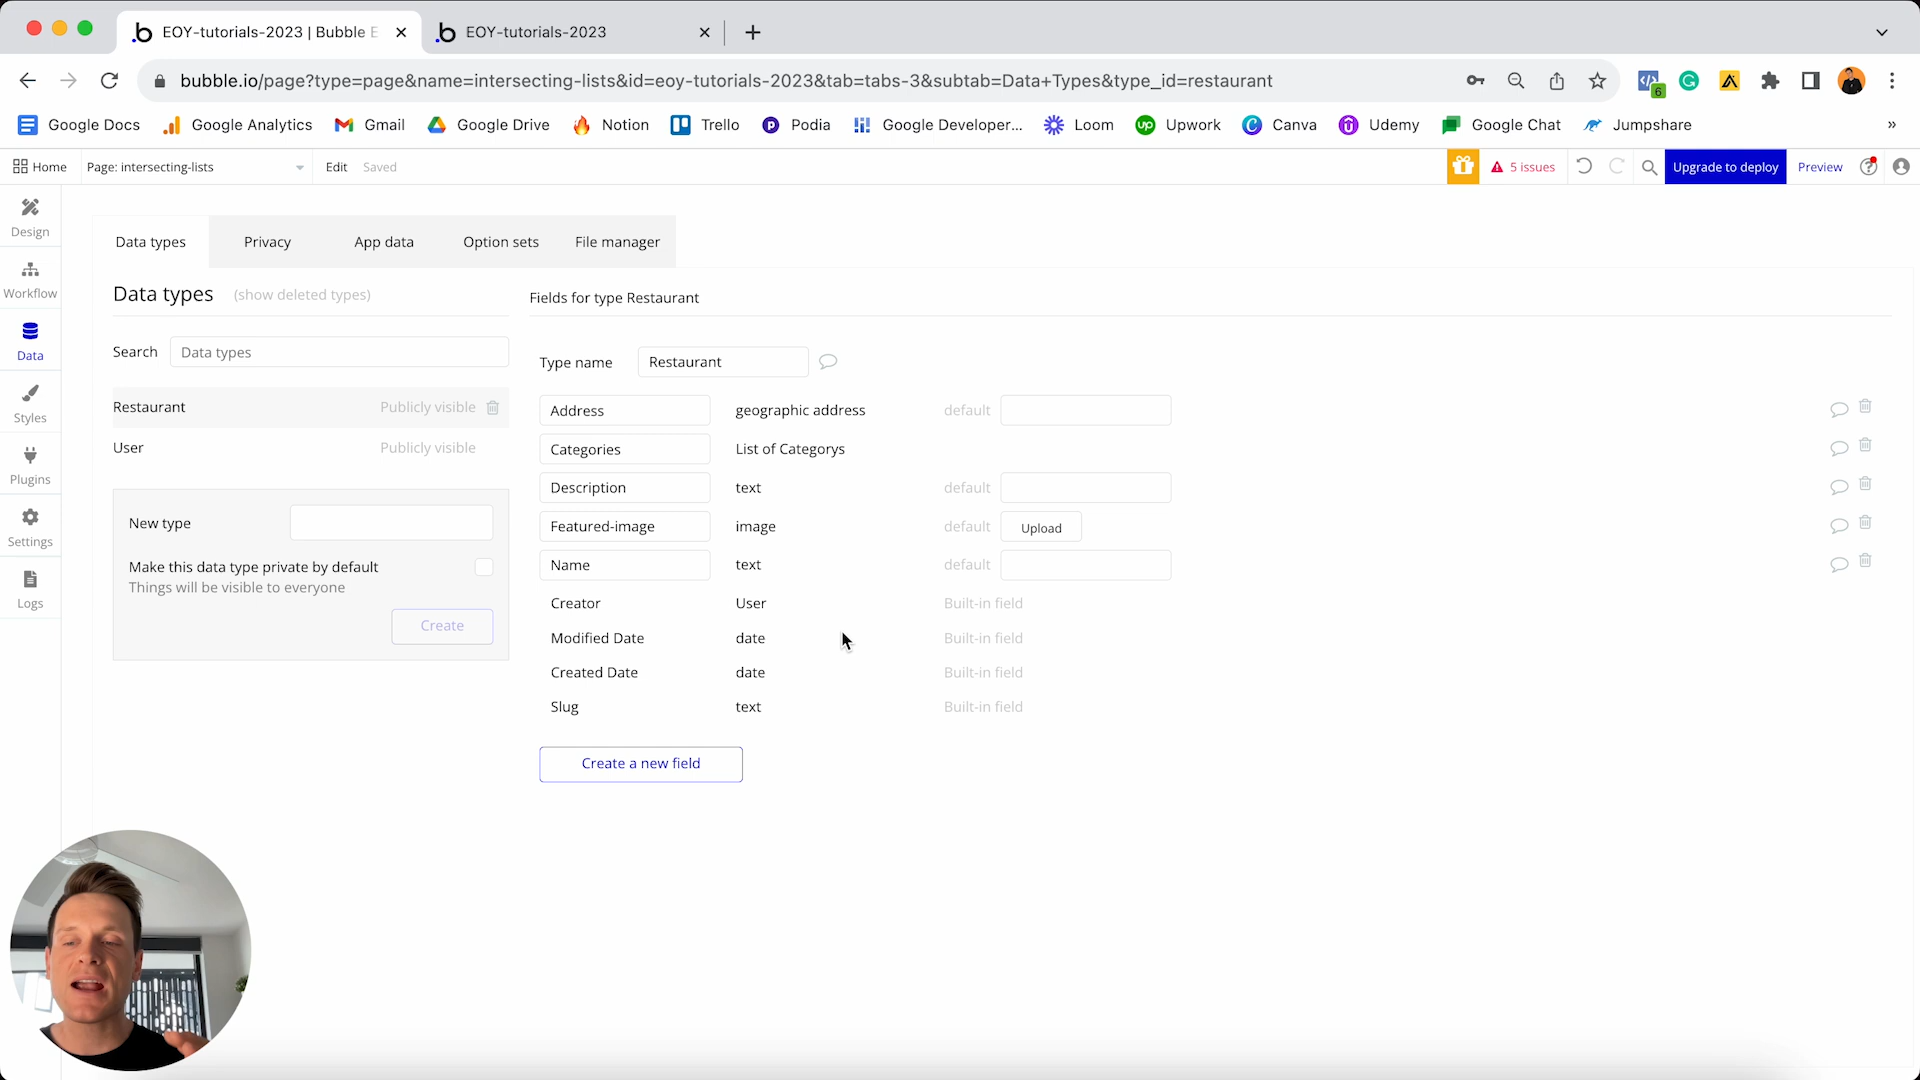 EOY-tutorials-2023 | Bubble E
EOY-tutorials-2023
bubble.io/page?type=page&name=intersecting-lists&id=eoy-tutorials-2023&tab=tabs-3&subtab=Data+Types&type_id=restaurant
6
Google Docs
Google Analytics
Gmail
Google Drive
Notion
Trello
Podia
Google Developer...
Loom
Upwork
Canva
Udemy
Google Chat
Jumpshare
»
Home
Page: intersecting-lists
Edit
Saved
5 issues
Upgrade to deploy
Preview
Design
Workflow
Data
Styles
Plugins
Settings
Logs
Data types
Privacy
App data
Option sets
File manager
Data types
(show deleted types)
Search
Data types
Restaurant
Publicly visible
User
Publicly visible
New type
Make this data type private by default
Things will be visible to everyone
Create
Fields for type Restaurant
Type name
Restaurant
Address
geographic address
default
Categories
List of Categorys
Description
text
default
Featured-image
image
default
Upload
Name
text
default
Creator
User
Built-in field
Modified Date
date
Built-in field
Created Date
date
Built-in field
Slug
text
Built-in field
Create a new field